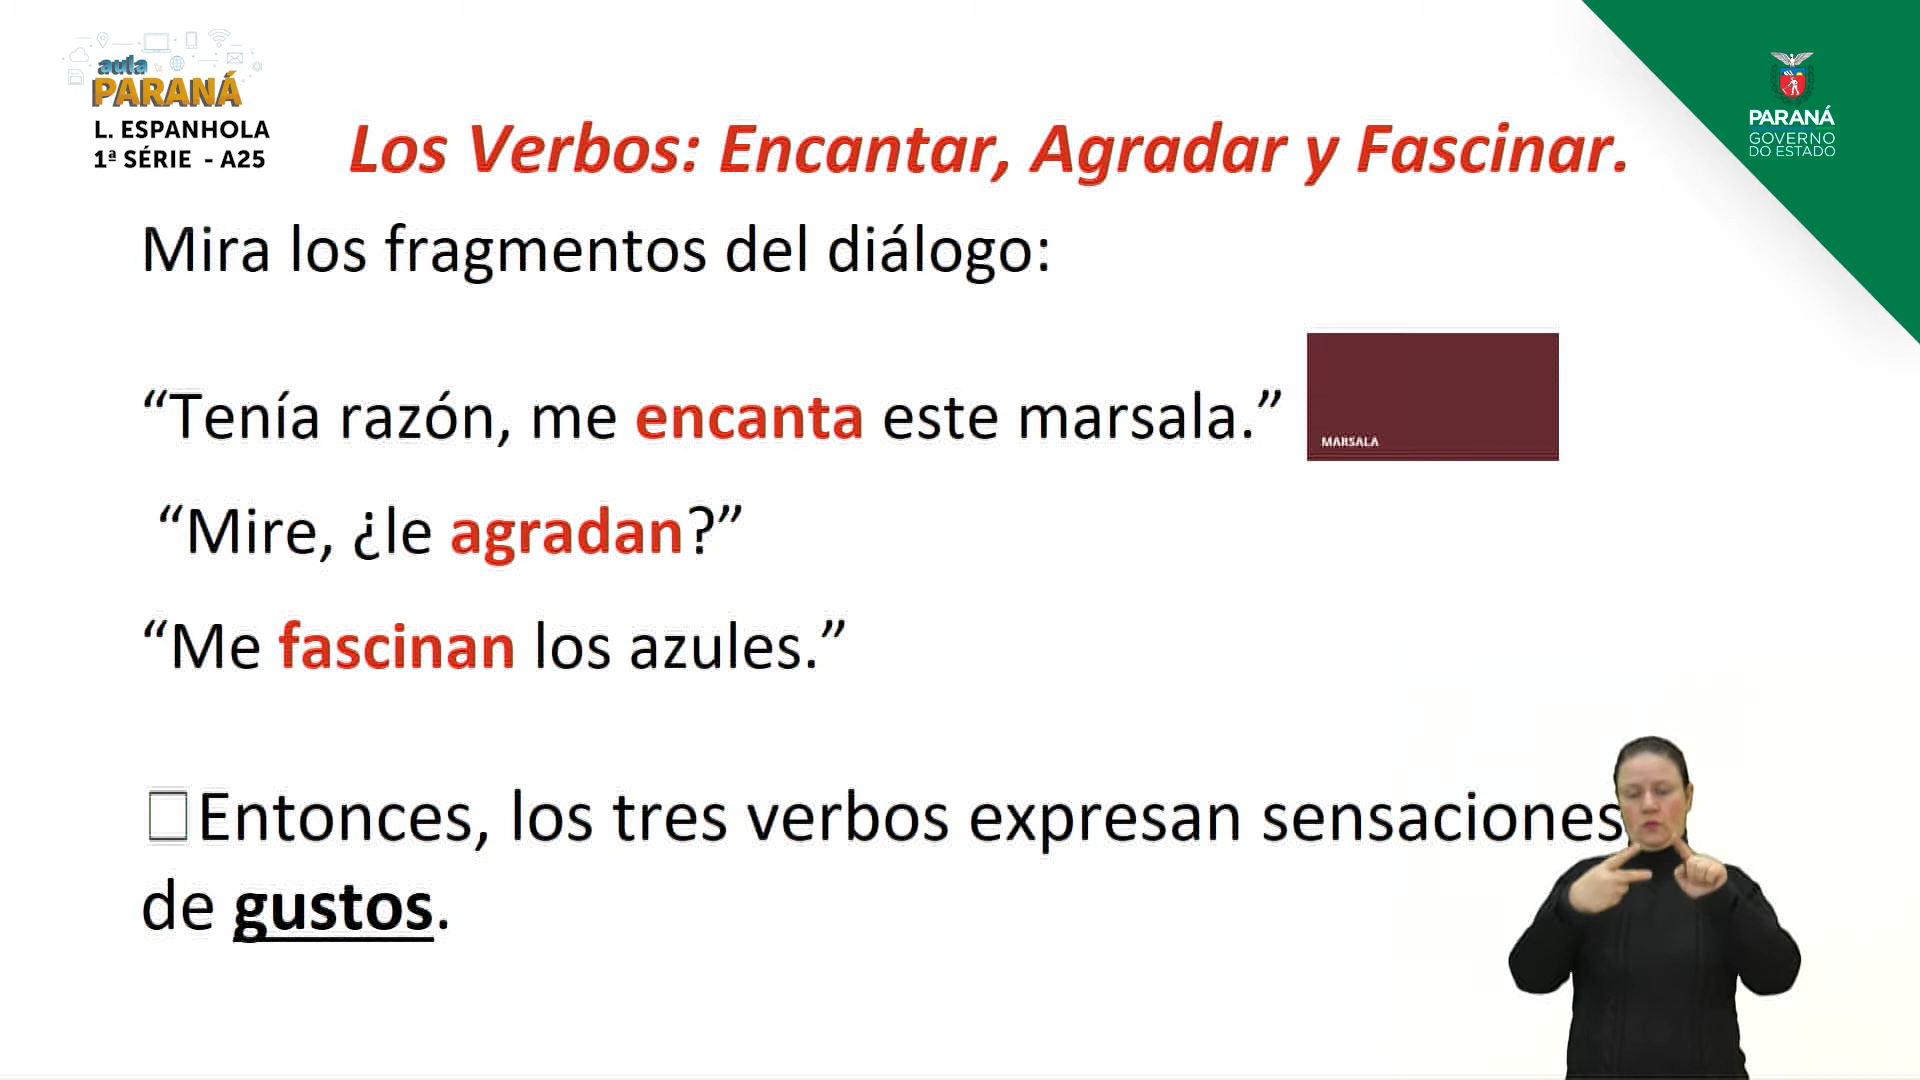 aula
PARANÁ
L. ESPANHOLA
1ª SÉRIE - A25
PARANÁ
GOVERNO
DO ESTADO
Los Verbos: Encantar, Agradar y Fascinar.
Mira los fragmentos del diálogo:
“Tenía razón, me encanta este marsala.”
MARSALA
“Mire, ¿le agradan?”
“Me fascinan los azules.”
Entonces, los tres verbos expresan sensaciones
de gustos.